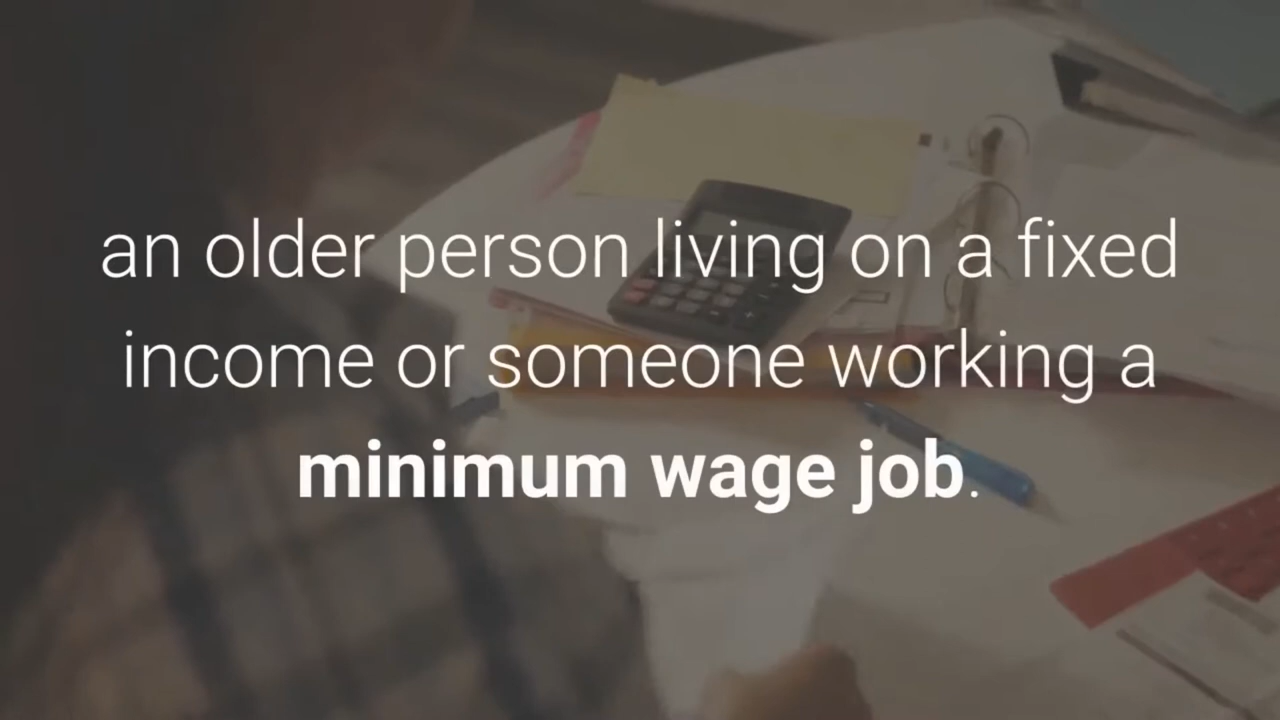 an older person living on a fixed
income or someone working a
minimum wage job.